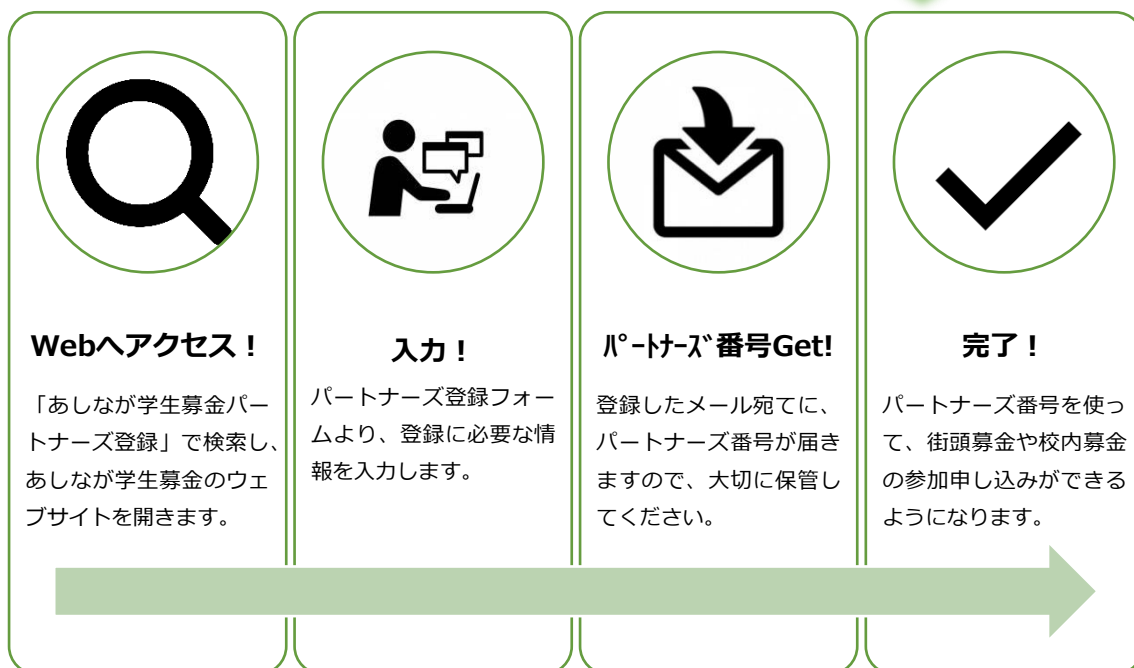 Webへアクセス！
「あしなが学生募金パー
トナーズ登録」で検索し、
あしなが学生募金のウェ
ブサイトを開きます。
入力！
パートナーズ登録フォー
ムより、登録に必要な情
報を入力します。
ﾊﾟｰﾄﾅｰｽﾞ番号Get!
登録したメール宛てに、
パートナーズ番号が届き
ますので、大切に保管し
てください。
完了！
パートナーズ番号を使っ
て、街頭募金や校内募金
の参加申し込みができる
ようになります。